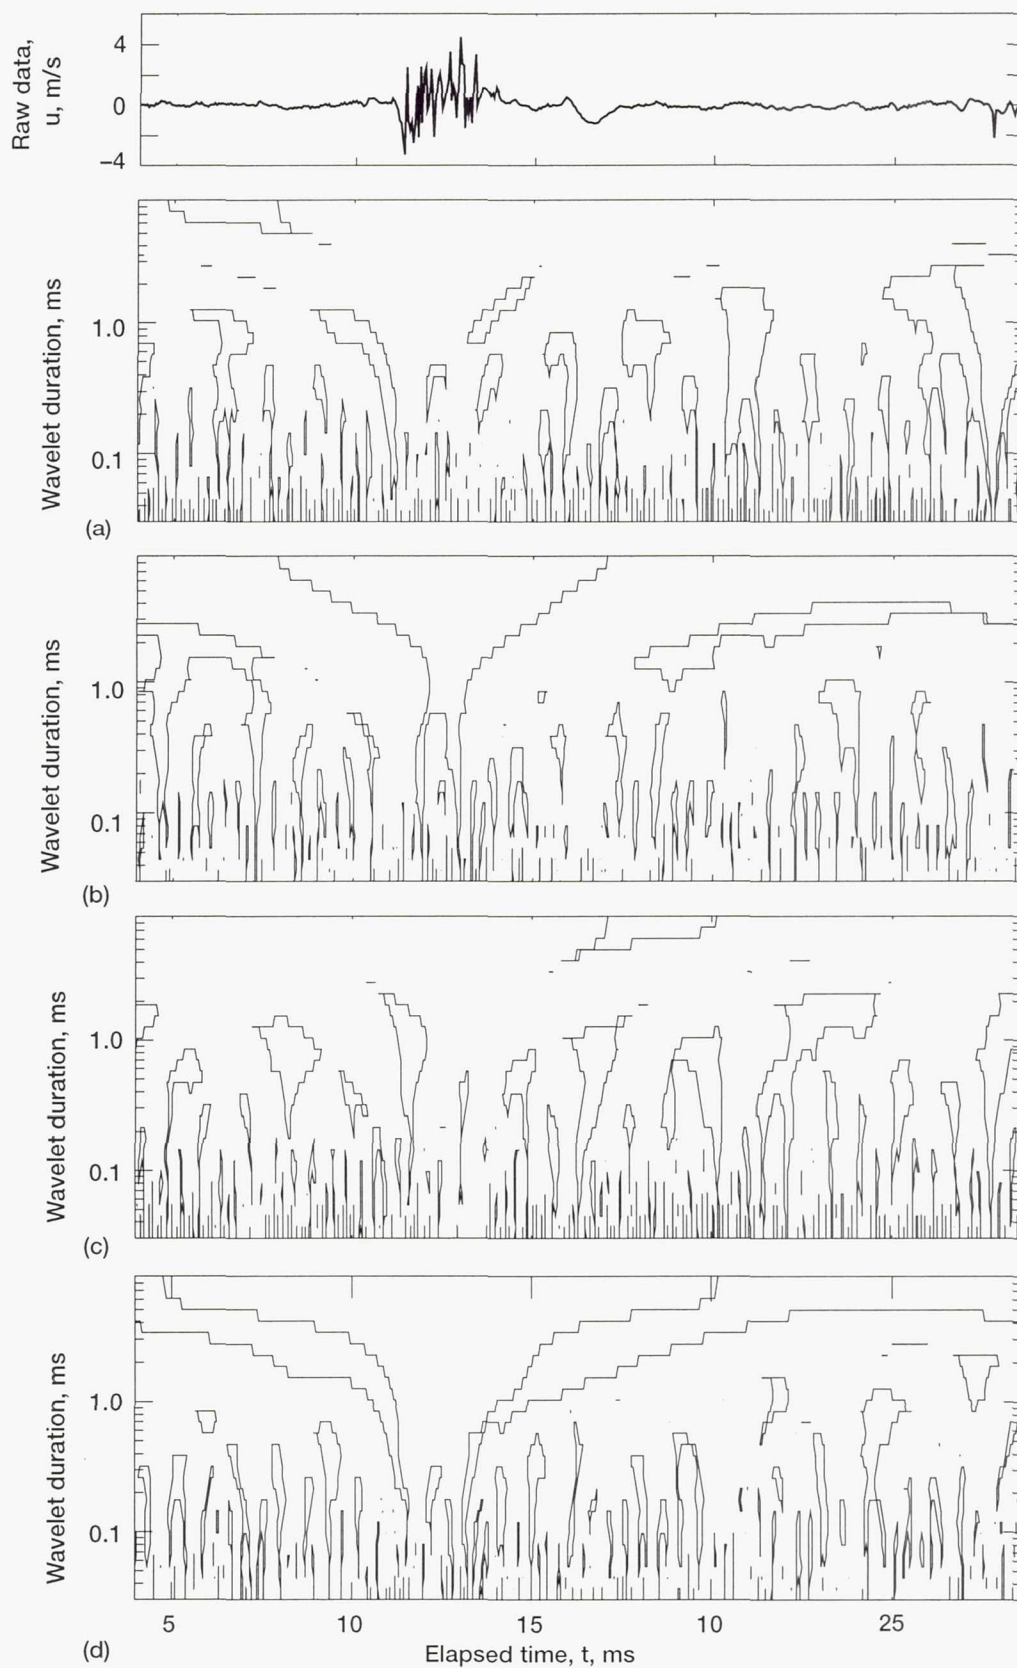 Raw data,
u, m/s
4
0
−4
Wavelet duration, ms
1.0
0.1
(a)
Wavelet duration, ms
1.0
0.1
(b)
Wavelet duration, ms
1.0
0.1
(c)
Wavelet duration, ms
1.0
0.1
5 10 15 10 25
(d)
Elapsed time, t, ms